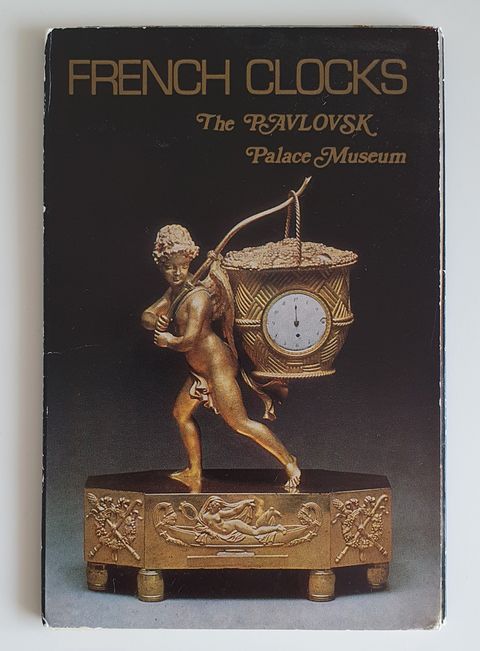 FRENCH CLOCKS
The PAVLOVSK
Palace Museum